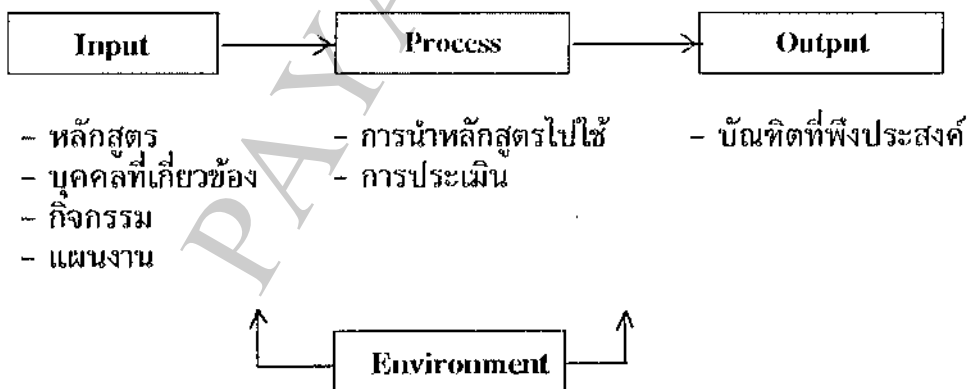 Input Process Output
- หลักสูตร - การนำหลักสูตรไปใช้ - บัณฑิตที่พึงประสงค์
- บุคคลที่เกี่ยวข้อง - การประเมิน
- กิจกรรม
- แผนงาน
Environment
PAYA